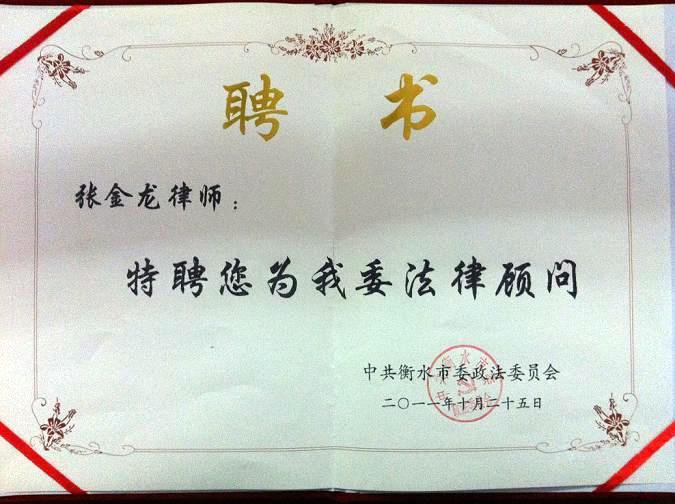 聘书
张金龙律师：
特聘您为我委法律顾问
中共衡水市委政法委员会
二〇一一年十月二十五日